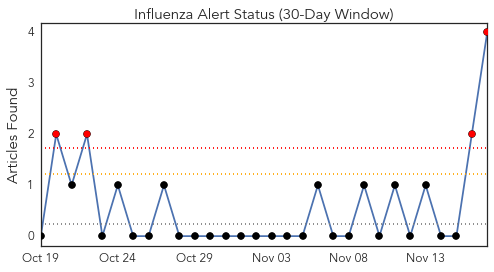 Influenza Alert Status (30-Day Window)
Articles Found
4
3
2
1
0
Oct 19 Oct 24 Oct 29 Nov 03 Nov 08 Nov 13